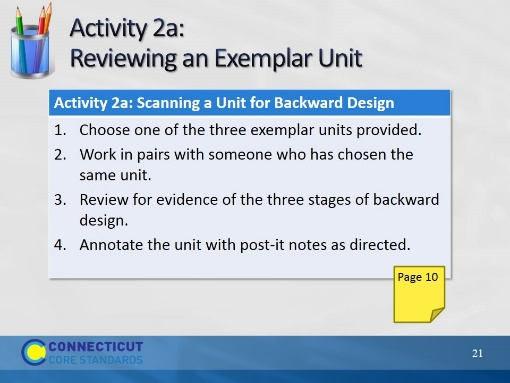 Activity 2a:
Reviewing an Exemplar Unit
Activity 2a: Scanning a Unit for Backward Design
1. Choose one of the three exemplar units provided.
2. Work in pairs with someone who has chosen the
same unit.
3. Review for evidence of the three stages of backward
design.
4. Annotate the unit with post-it notes as directed.
Page 10
CONNECTICUT
CORE STANDARDS
21